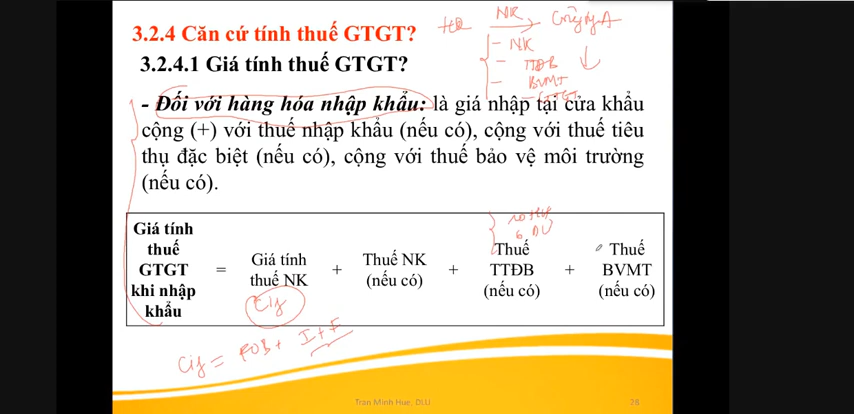 3.2.4 Căn cứ tính thuế GTGT?
3.2.4.1 Giá tính thuế GTGT?
NK
Công ty A
- NK
- TTĐB
- BVMT
- GTGT
- Đối với hàng hóa nhập khẩu: là giá nhập tại cửa khẩu
cộng (+) với thuế nhập khẩu (nếu có), cộng với thuế tiêu
thụ đặc biệt (nếu có), cộng với thuế bảo vệ môi trường
(nếu có).
10 HH
6 DV
Giá tính thuế GTGT khi nhập khẩu = Giá tính thuế NK + Thuế NK (nếu có) + Thuế TTĐB (nếu có) + Thuế BVMT (nếu có)
Cif
Cif = FOB + I + F
Tran Minh Hue, DLU
28